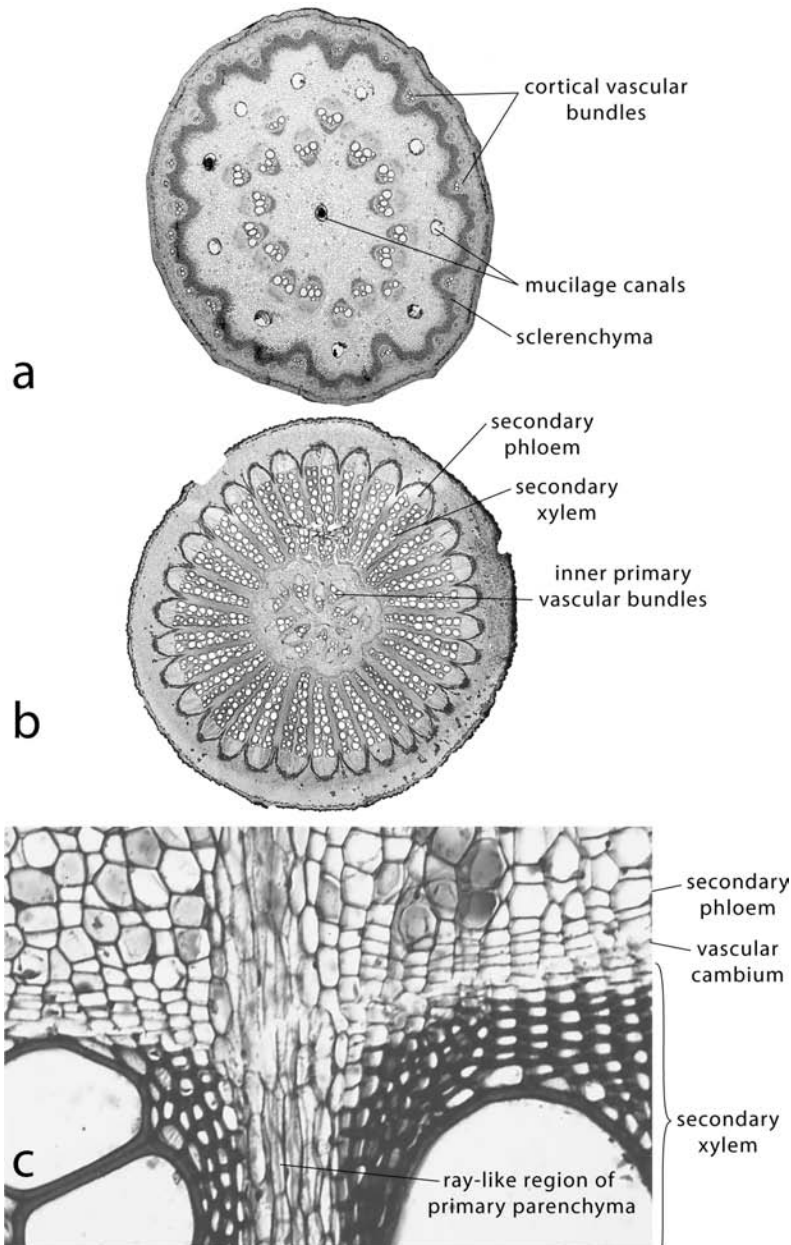 cortical vascular
bundles
mucilage canals
sclerenchyma
a
secondary
phloem
secondary
xylem
inner primary
vascular bundles
b
secondary
phloem
vascular
cambium
secondary
xylem
c
ray-like region of
primary parenchyma